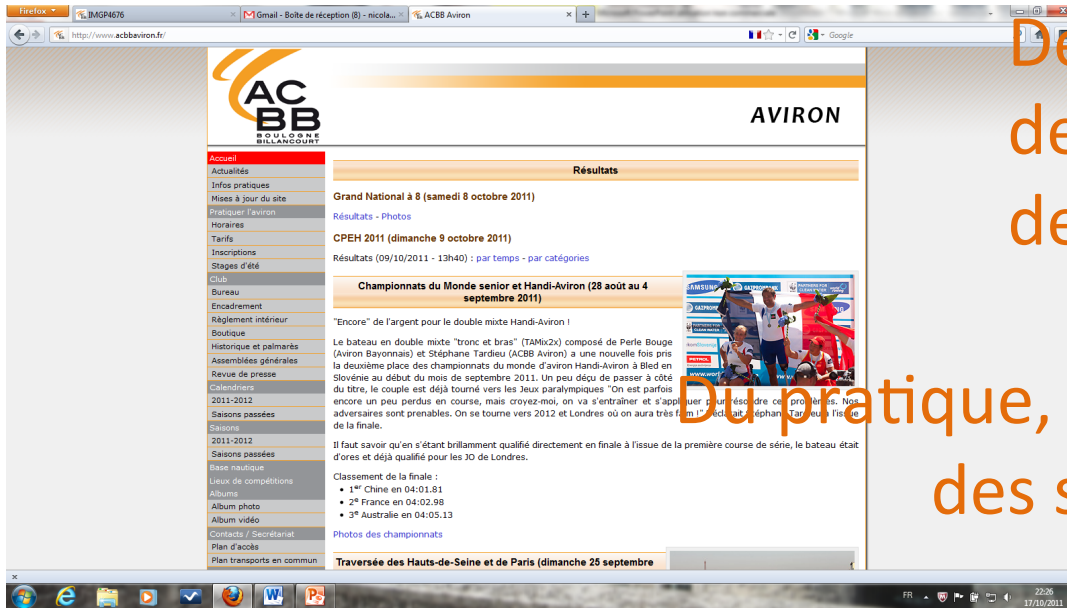 Firefox
IMGP4676
Gmail - Boîte de réception (8) - nicola...
ACBB Aviron
http://www.acbbaviron.fr/
Google
AC
BB
BOULOGNE
BILLANCOURT
AVIRON
Accueil
Actualités
Infos pratiques
Mises à jour du site
Pratiquer l'aviron
Horaires
Tarifs
Inscriptions
Stages d'été
Club
Bureau
Encadrement
Règlement intérieur
Boutique
Historique et palmarès
Assemblées générales
Revue de presse
Calendriers
2011-2012
Saisons passées
Saisons
2011-2012
Saisons passées
Base nautique
Lieux de compétitions
Albums
Album photo
Album vidéo
Contacts / Secrétariat
Plan d'accès
Plan transports en commun
Résultats
Grand National à 8 (samedi 8 octobre 2011)
Résultats - Photos
CPEH 2011 (dimanche 9 octobre 2011)
Résultats (09/10/2011 - 13h40) : par temps - par catégories
Championnats du Monde senior et Handi-Aviron (28 août au 4
septembre 2011)
"Encore" de l'argent pour le double mixte Handi-Aviron !
Le bateau en double mixte "tronc et bras" (TAMix2x) composé de Perle Bouge
(Aviron Bayonnais) et Stéphane Tardieu (ACBB Aviron) a une nouvelle fois pris
la deuxième place des championnats du monde d'aviron Handi-Aviron à Bled en
Slovénie au début du mois de septembre 2011. Un peu déçu de passer à côté
du titre, le couple est déjà tourné vers les Jeux paralympiques "On est parfois
encore un peu perdus en course, mais croyez-moi, on va s'entraîner et s'appliquer pour résoudre ces problèmes. Nos
adversaires sont prenables. On se tourne vers 2012 et Londres où on aura très faim !" déclarait Stéphane Tardieu à l'issue
de la finale.
Il faut savoir qu'en s'étant brillamment qualifié directement en finale à l'issue de la première course de série, le bateau était
d'ores et déjà qualifié pour les JO de Londres.
Classement de la finale :
• 1er Chine en 04:01.81
• 2e France en 04:02.98
• 3e Australie en 04:05.13
Photos des championnats
Traversée des Hauts-de-Seine et de Paris (dimanche 25 septembre
SAMSUNG
GAZPROM
PETROL
De
de
de
Du pratique,
des s
FR
22:26
17/10/2011